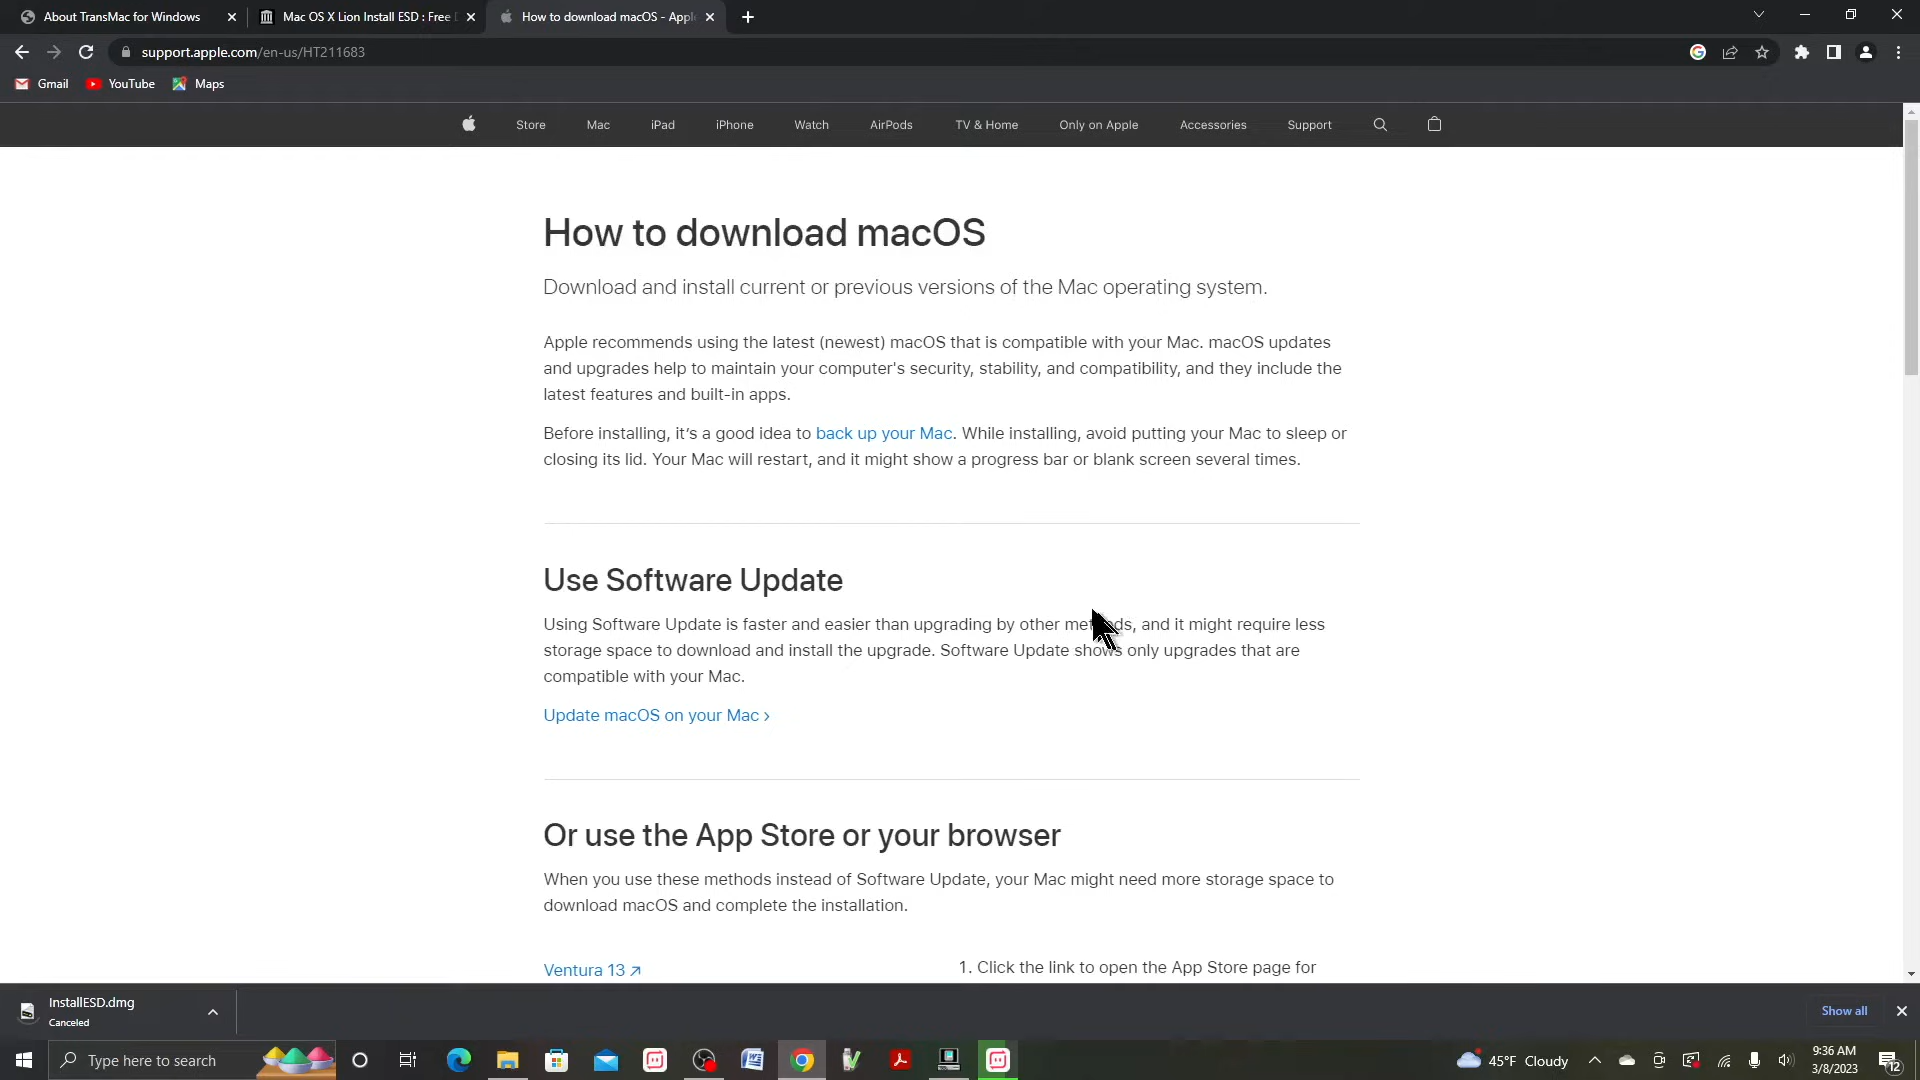 About TransMac for Windows
Mac OS X Lion Install ESD : Free
How to download macOS - Apple
support.apple.com/en-us/HT211683
Gmail
YouTube
Maps
Store
Mac
iPad
iPhone
Watch
AirPods
TV & Home
Only on Apple
Accessories
Support
How to download macOS
Download and install current or previous versions of the Mac operating system.
Apple recommends using the latest (newest) macOS that is compatible with your Mac. macOS updates
and upgrades help to maintain your computer's security, stability, and compatibility, and they include the
latest features and built-in apps.
Before installing, it's a good idea to back up your Mac. While installing, avoid putting your Mac to sleep or
closing its lid. Your Mac will restart, and it might show a progress bar or blank screen several times.
Use Software Update
Using Software Update is faster and easier than upgrading by other methods, and it might require less
storage space to download and install the upgrade. Software Update shows only upgrades that are
compatible with your Mac.
Update macOS on your Mac ›
Or use the App Store or your browser
When you use these methods instead of Software Update, your Mac might need more storage space to
download macOS and complete the installation.
Ventura 13 ↗
1. Click the link to open the App Store page for
InstallESD.dmg
Canceled
Show all
Type here to search
45°F Cloudy
9:36 AM
3/8/2023
12